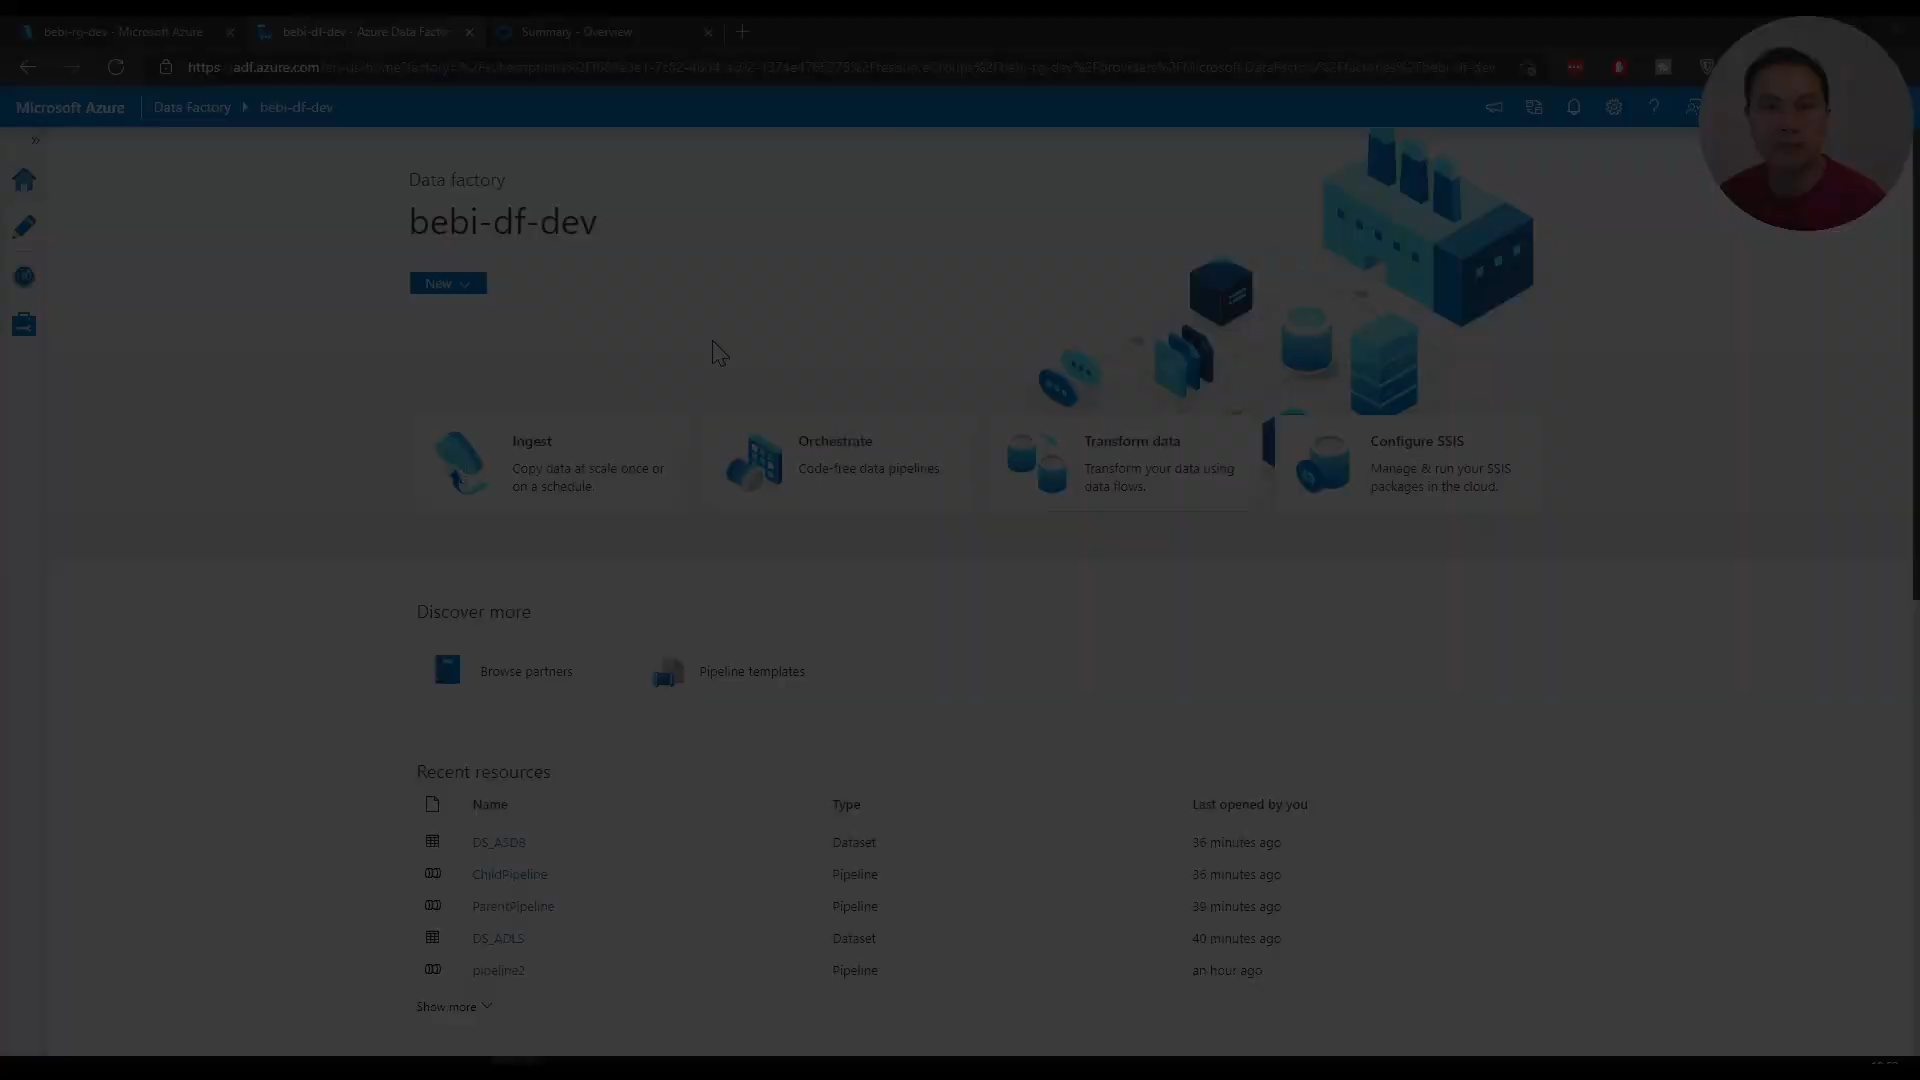 bebi-rg-dev - Microsoft Azure
bebi-df-dev - Azure Data Facto
Summary - Overview
https://adf.azure.com
Microsoft Azure
Data Factory
bebi-df-dev
Data factory
bebi-df-dev
New
Ingest
Copy data at scale once or
on a schedule.
Orchestrate
Code-free data pipelines.
Transform data
Transform your data using
data flows.
Configure SSIS
Manage & run your SSIS
packages in the cloud.
Discover more
Browse partners
Pipeline templates
Recent resources
Name Type Last opened by you
DS_ASDB Dataset 36 minutes ago
ChildPipeline Pipeline 36 minutes ago
ParentPipeline Pipeline 39 minutes ago
DS_ADLS Dataset 40 minutes ago
pipeline2 Pipeline an hour ago
Show more